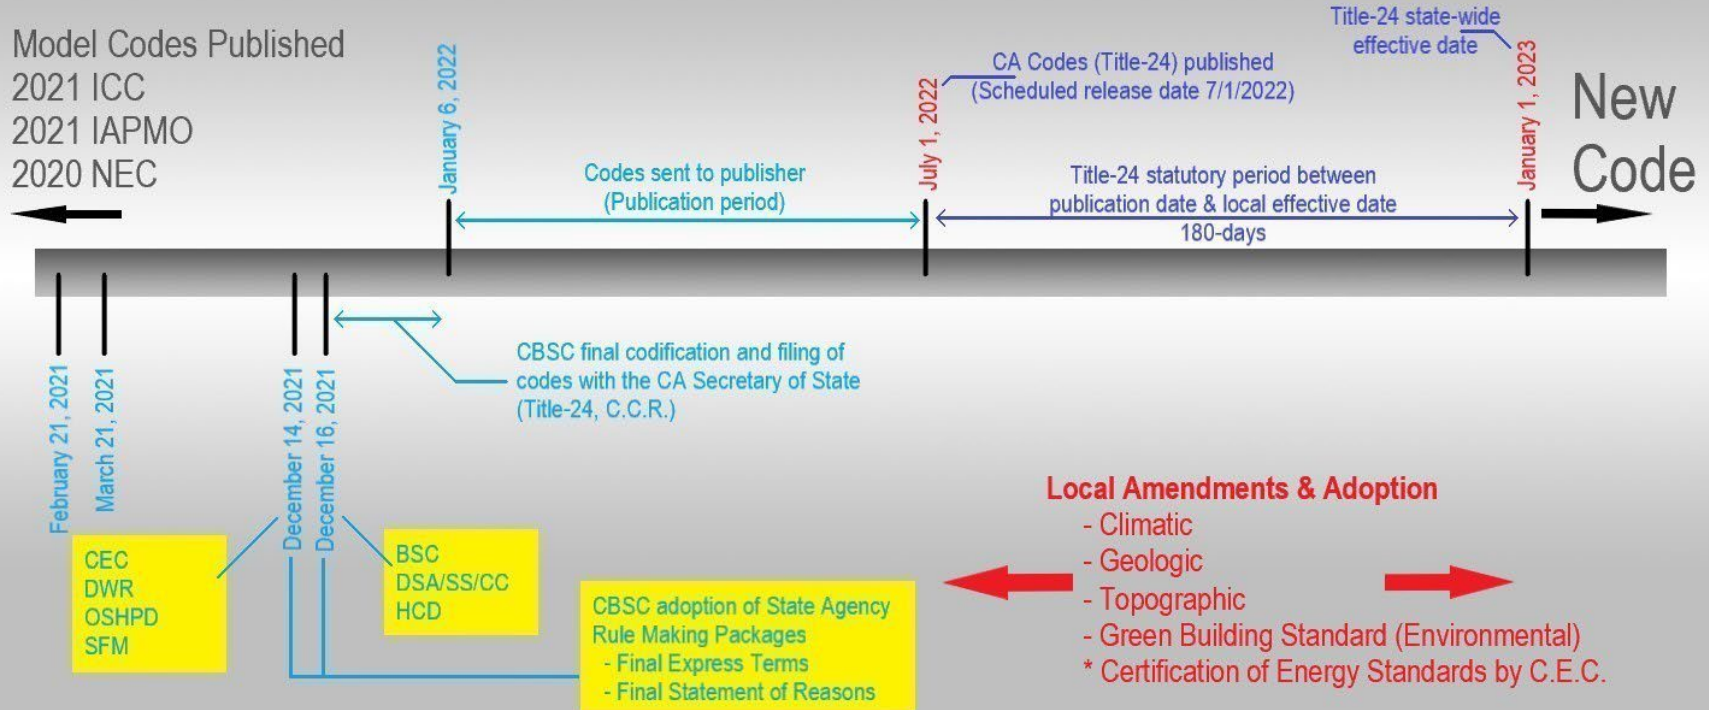 Model Codes Published
2021 ICC
2021 IAPMO
2020 NEC
January 6, 2022
Codes sent to publisher
(Publication period)
July 1, 2022
CA Codes (Title-24) published
(Scheduled release date 7/1/2022)
Title-24 statutory period between
publication date & local effective date
180-days
Title-24 state-wide
effective date
January 1, 2023
New
Code
February 21, 2021
March 21, 2021
December 14, 2021
December 16, 2021
CBSC final codification and filing of
codes with the CA Secretary of State
(Title-24, C.C.R.)
CEC
DWR
OSHPD
SFM
BSC
DSA/SS/CC
HCD
CBSC adoption of State Agency
Rule Making Packages
- Final Express Terms
- Final Statement of Reasons
Local Amendments & Adoption
- Climatic
- Geologic
- Topographic
- Green Building Standard (Environmental)
* Certification of Energy Standards by C.E.C.